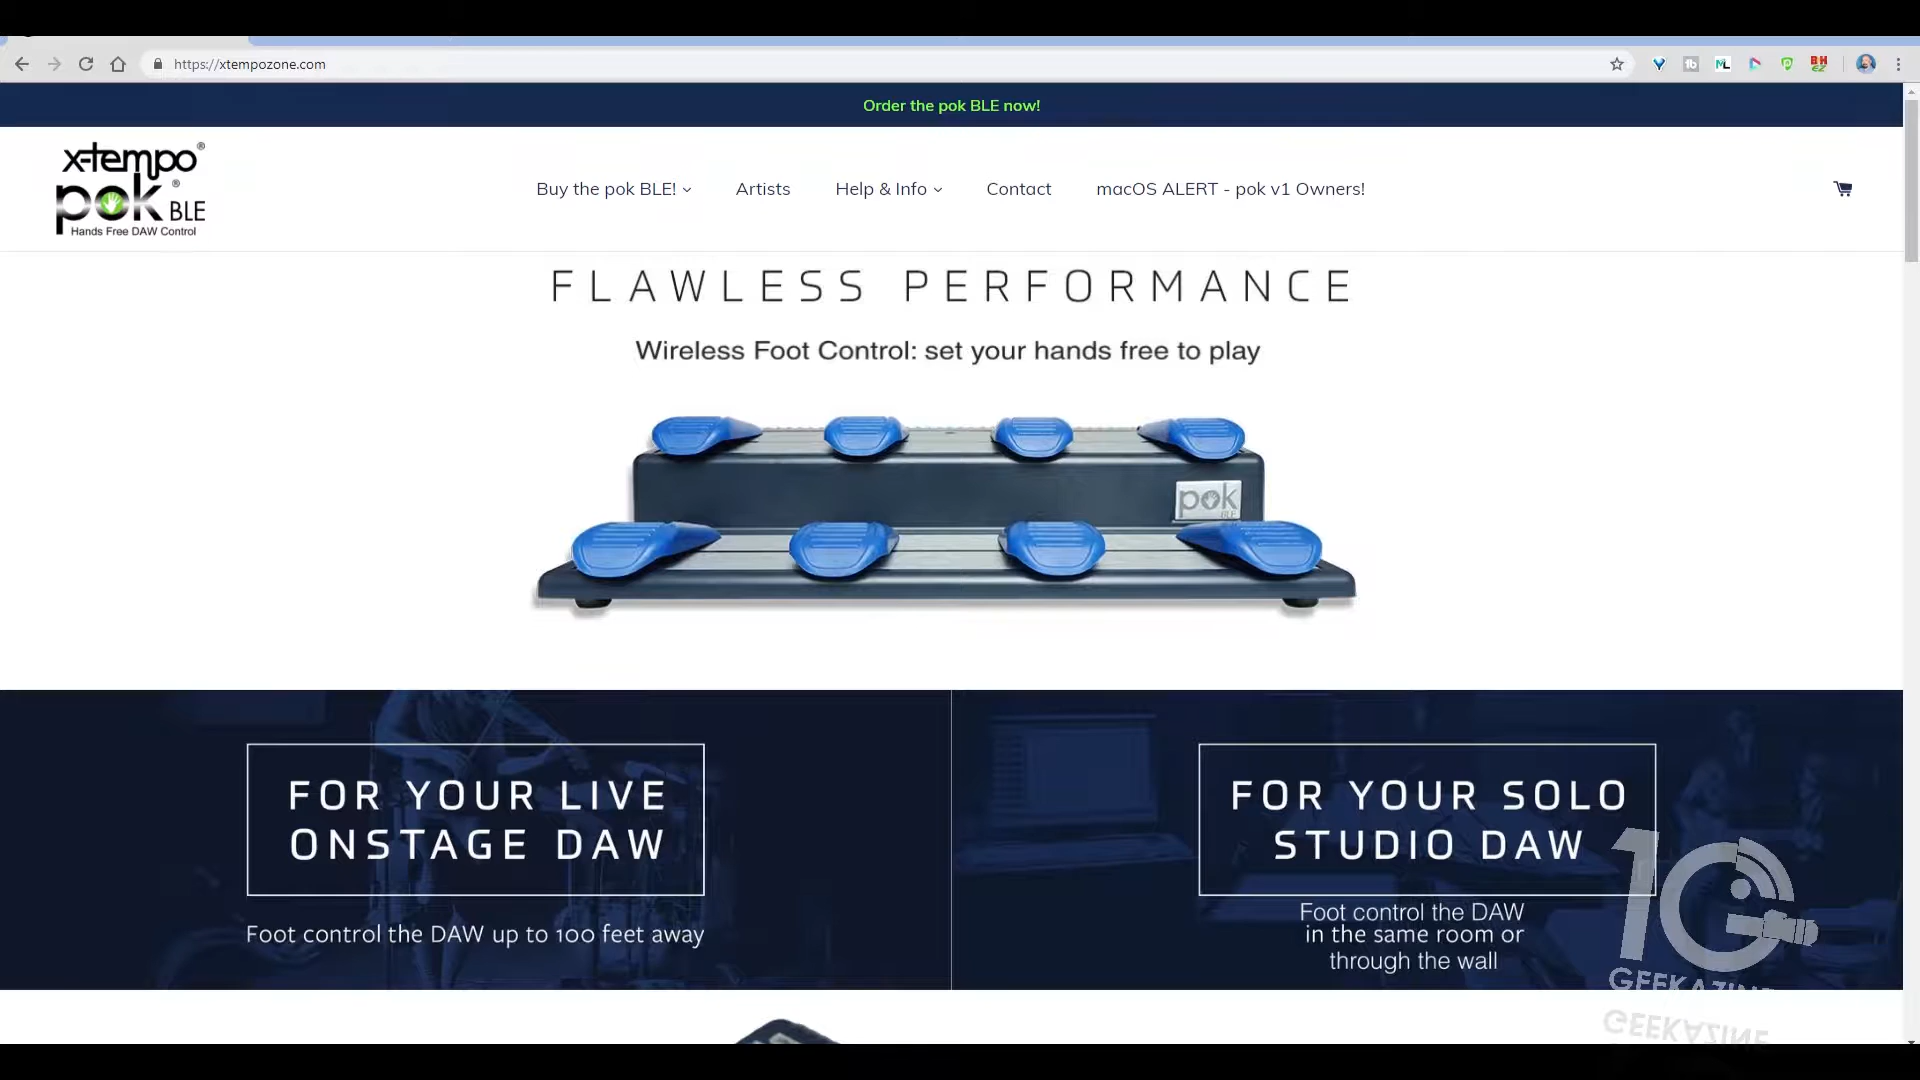 https://xtempozone.com
Order the pok BLE now!
x-tempo®
pok® BLE
Hands Free DAW Control
Buy the pok BLE!
Artists
Help & Info
Contact
macOS ALERT - pok v1 Owners!
FLAWLESS PERFORMANCE
Wireless Foot Control: set your hands free to play
pok
BLE
FOR YOUR LIVE
ONSTAGE DAW
Foot control the DAW up to 100 feet away
FOR YOUR SOLO
STUDIO DAW
Foot control the DAW
in the same room or
through the wall
GEEKAZINE